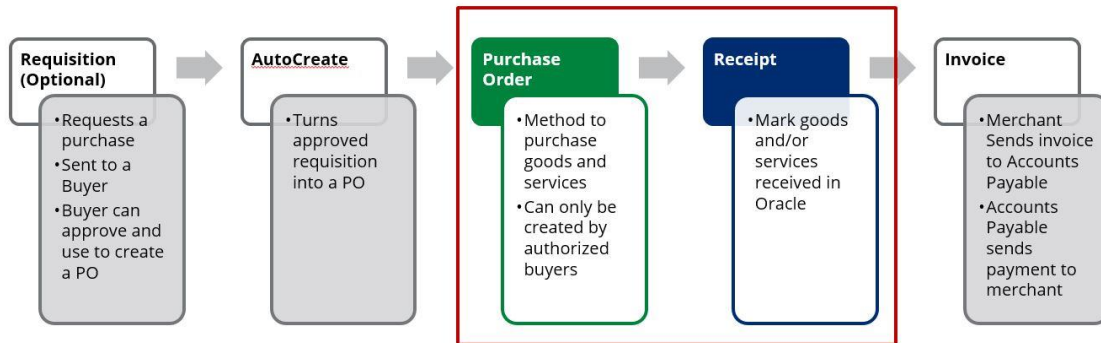 Requisition
(Optional)
•Requests a
purchase
•Sent to a
Buyer
•Buyer can
approve and
use to create
a PO
AutoCreate
•Turns
approved
requisition
into a PO
Purchase
Order
•Method to
purchase
goods and
services
•Can only be
created by
authorized
buyers
Receipt
•Mark goods
and/or
services
received in
Oracle
Invoice
•Merchant
Sends invoice
to Accounts
Payable
•Accounts
Payable
sends
payment to
merchant